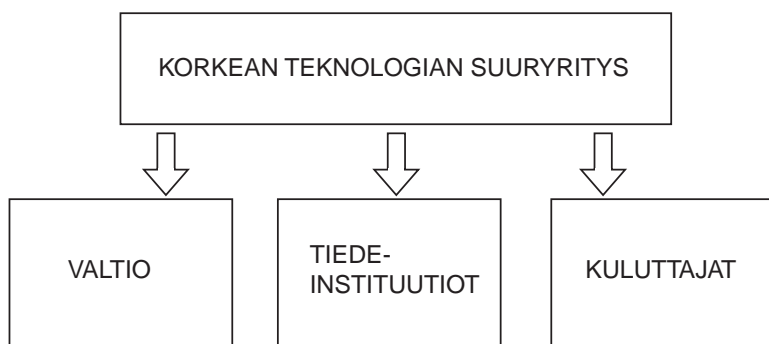 KORKEAN TEKNOLOGIAN SUURYRITYS
VALTIO
TIEDE-
INSTITUUTIOT
KULUTTAJAT